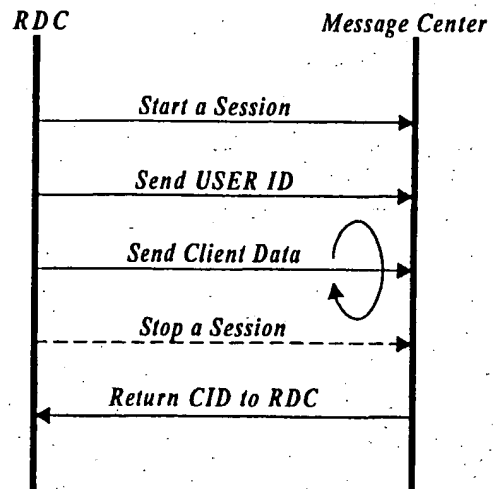 RDC
Message Center
Start a Session
Send USER ID
Send Client Data
Stop a Session
Return CID to RDC